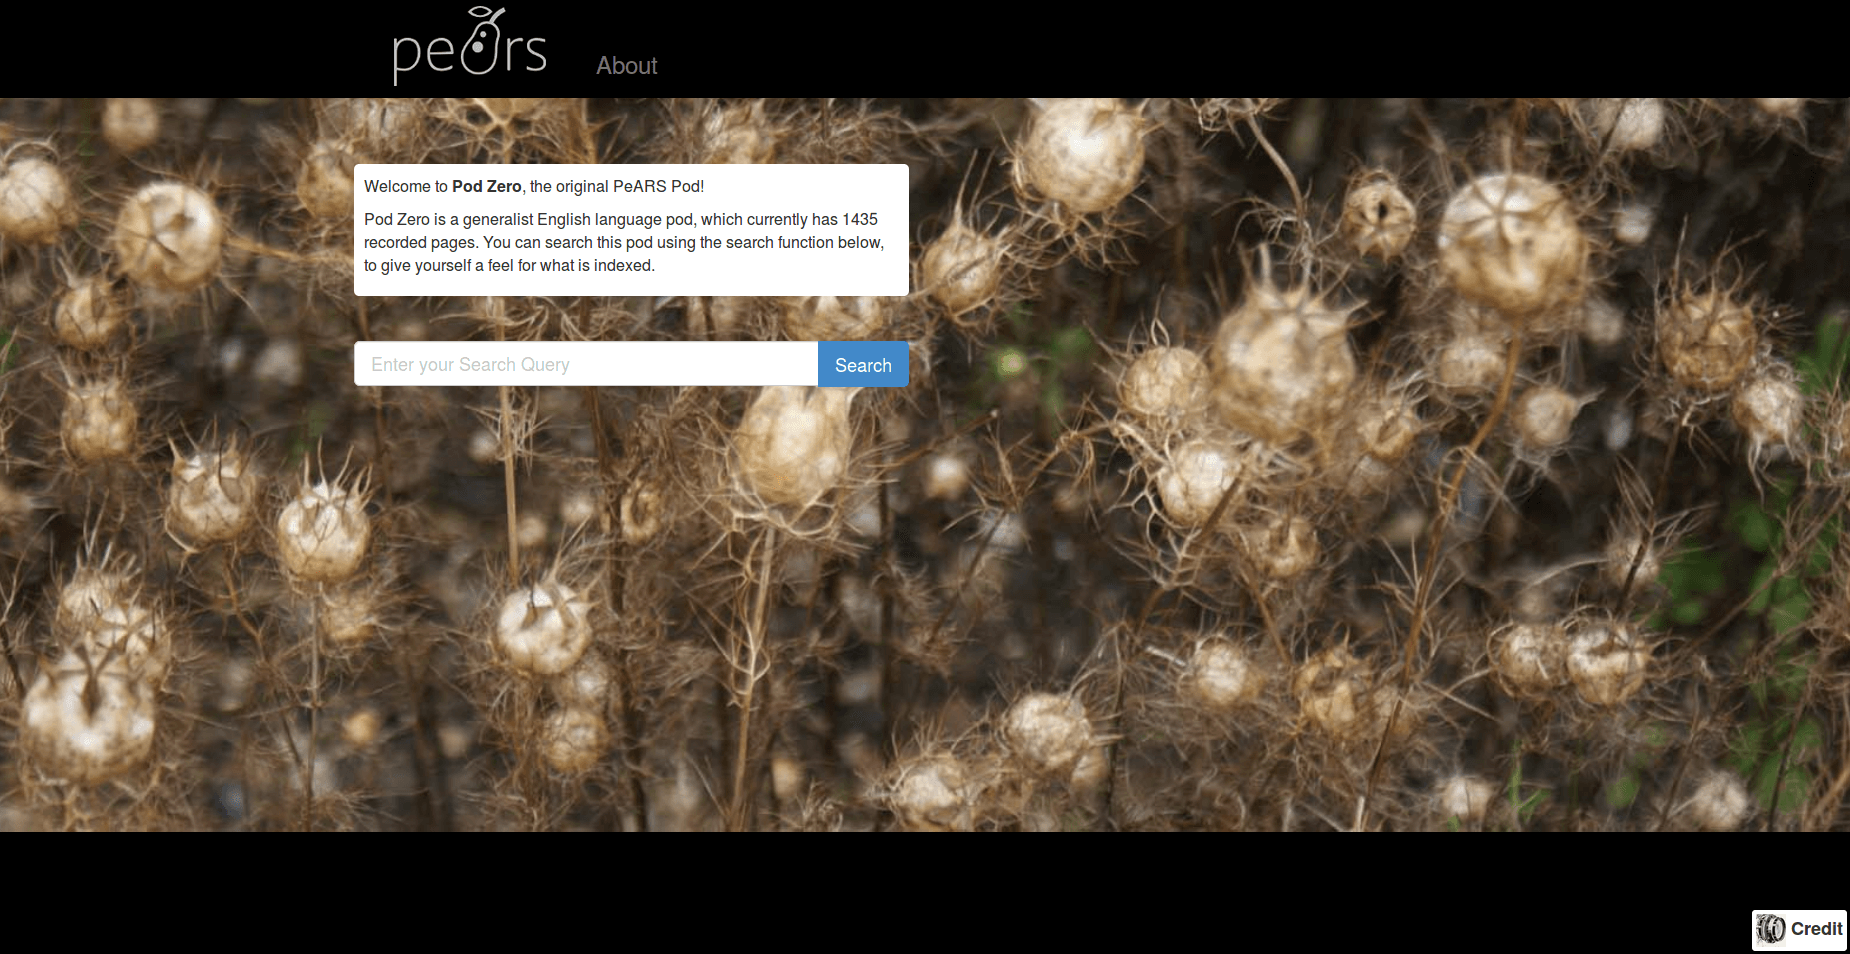 pears
About
Welcome to Pod Zero, the original PeARS Pod!
Pod Zero is a generalist English language pod, which currently has 1435
recorded pages. You can search this pod using the search function below,
to give yourself a feel for what is indexed.
Enter your Search Query
Search
Credit